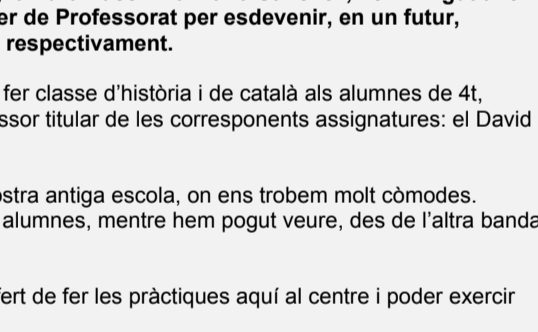 er de Professorat per esdevenir, en un futur,
respectivament.
fer classe d’història i de català als alumnes de 4t,
ssor titular de les corresponents assignatures: el David
ostra antiga escola, on ens trobem molt còmodes.
alumnes, mentre hem pogut veure, des de l’altra banda
fert de fer les pràctiques aquí al centre i poder exercir